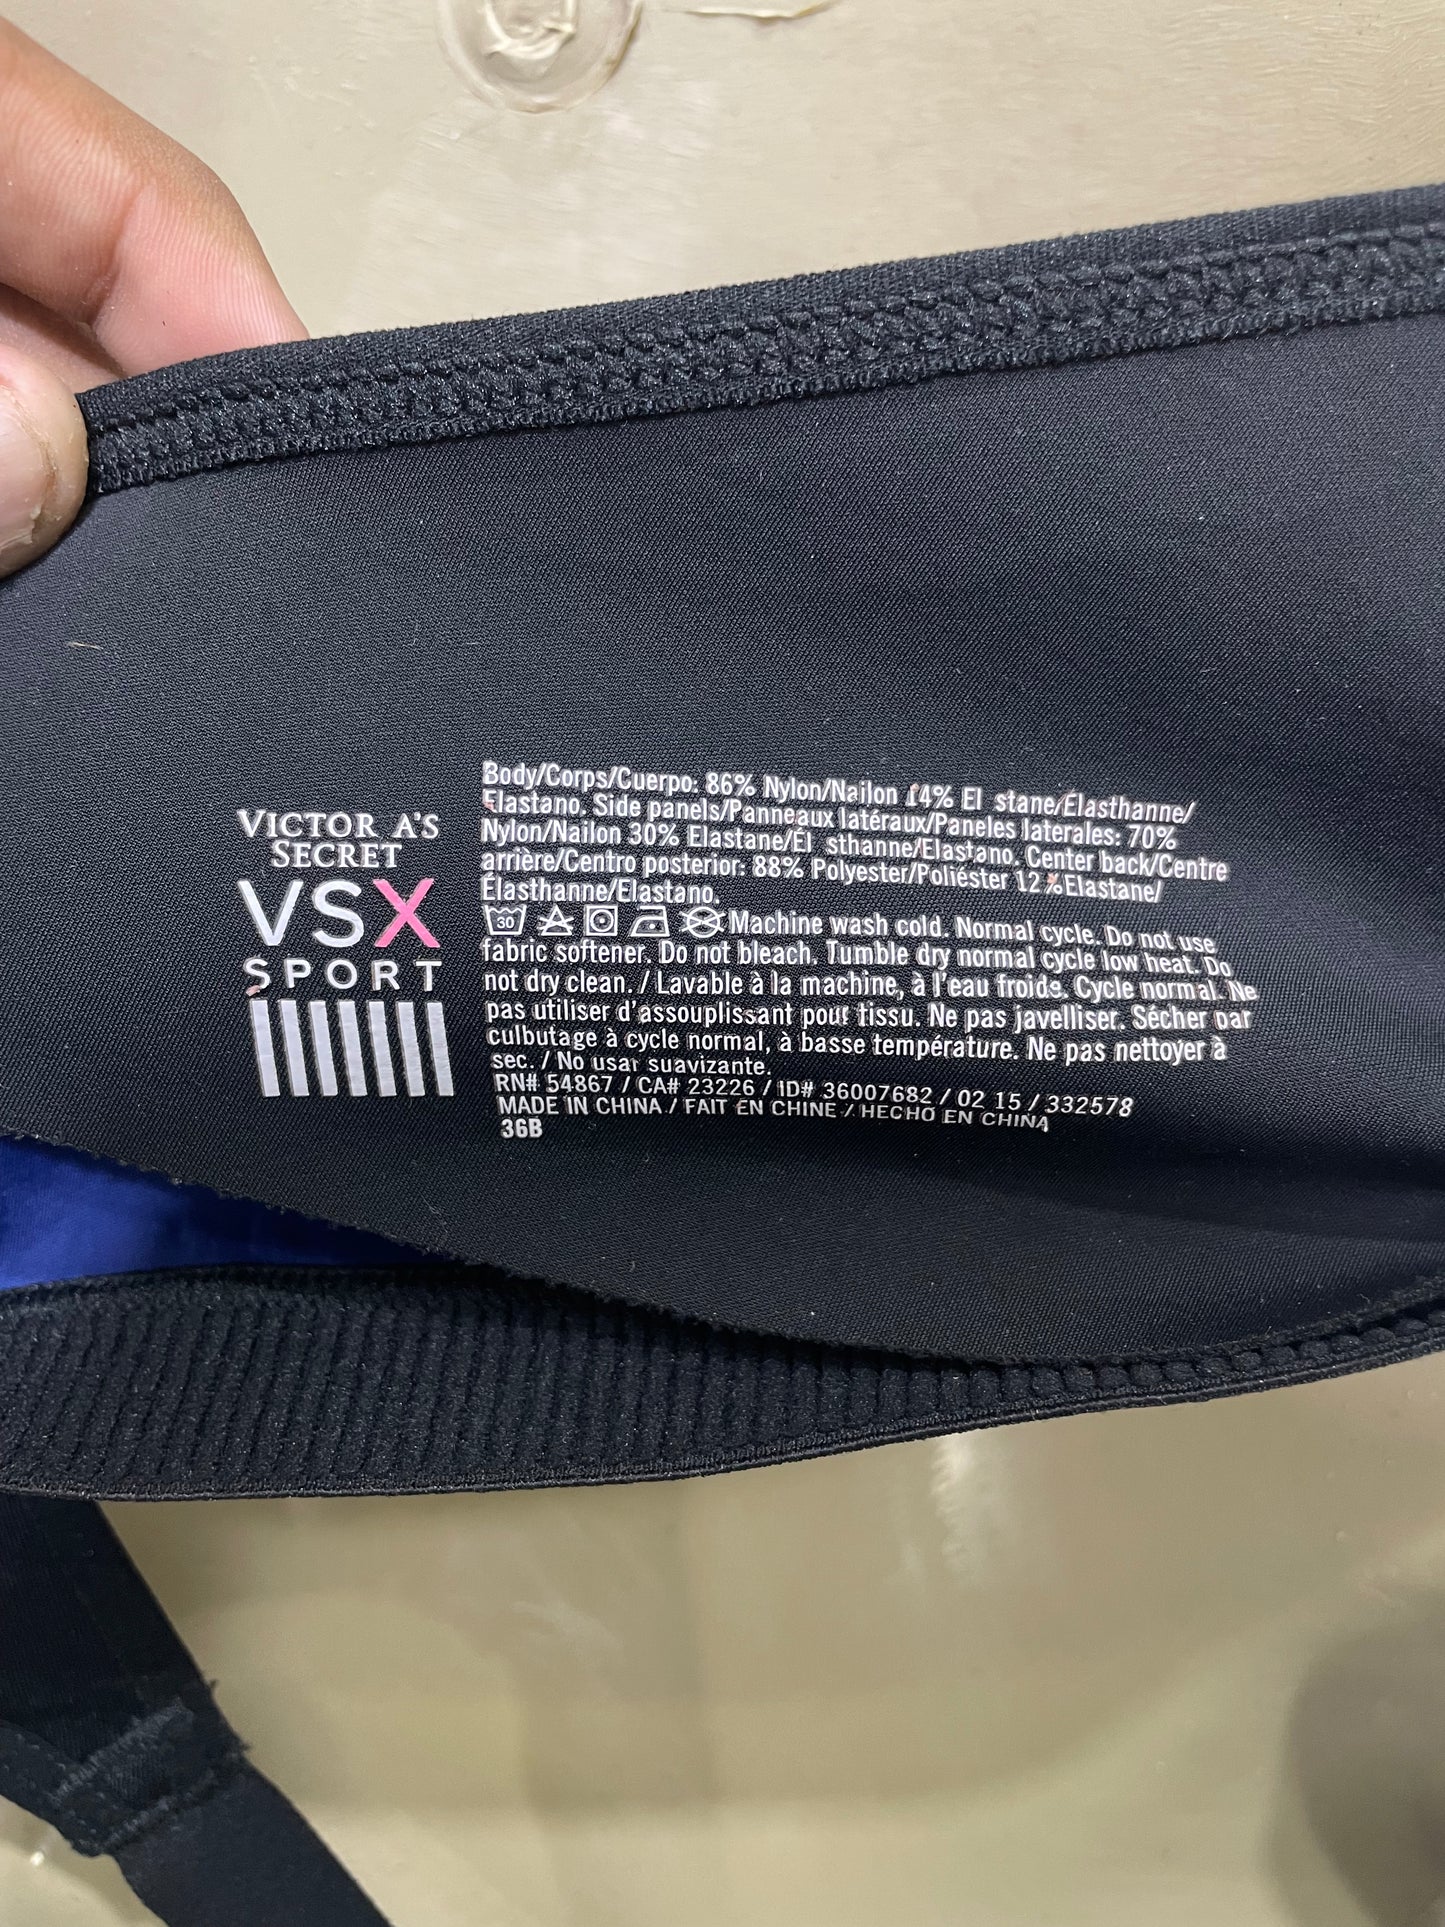 VICTOR A'S
SECRET
VSX
SPORT
Body/Corps/Cuerpo: 86% Nylon/Nailon 14% El stane/Élasthanne/
Elastano. Side panels/Panneaux latéraux/Paneles laterales: 70%
Nylon/Nailon 30% Elastane/Él sthanne/Elastano. Center back/Centre
arrière/Centro posterior: 88% Polyester/Poliéster 12% Elastane/
Élasthanne/Elastano.
30 Machine wash cold. Normal cycle. Do not use
fabric softener. Do not bleach. Tumble dry normal cycle low heat. Do
not dry clean. / Lavable à la machine, à l'eau froide. Cycle normal. Ne
pas utiliser d'assouplissant pour tissu. Ne pas javelliser. Sécher par
culbutage à cycle normal, à basse température. Ne pas nettoyer à
sec. / No usar suavizante.
RN# 54867 / CA# 23226 / ID# 36007682 / 02 15 / 332578
MADE IN CHINA / FAIT EN CHINE / HECHO EN CHINA
36B